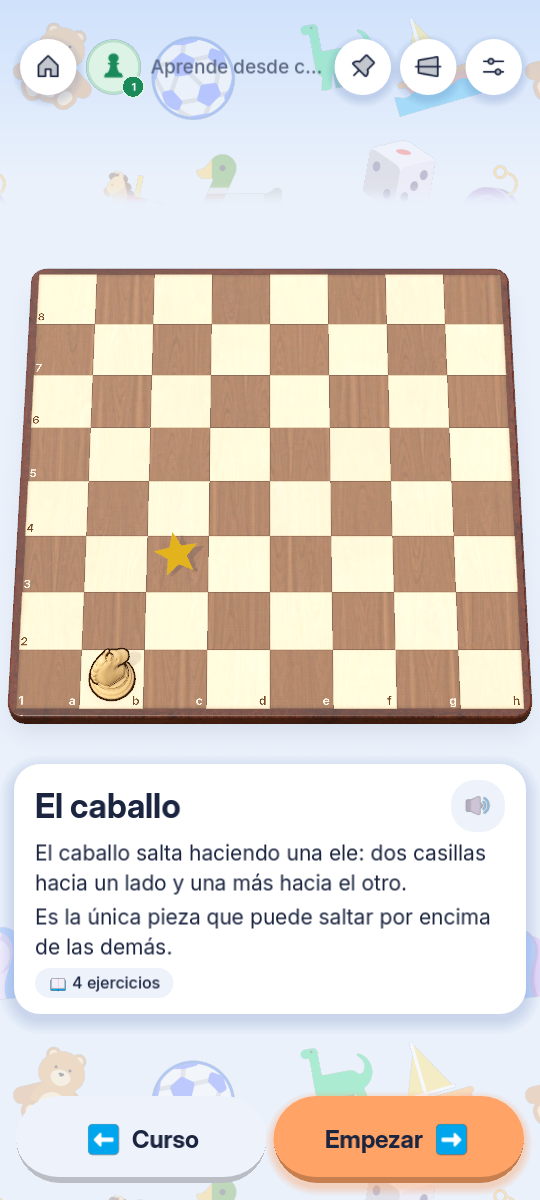 1
Aprende desde c...
8
7
6
5
4
3
2
1 a b c d e f g h
El caballo
El caballo salta haciendo una ele: dos casillas
hacia un lado y una más hacia el otro.
Es la única pieza que puede saltar por encima
de las demás.
4 ejercicios
Curso
Empezar